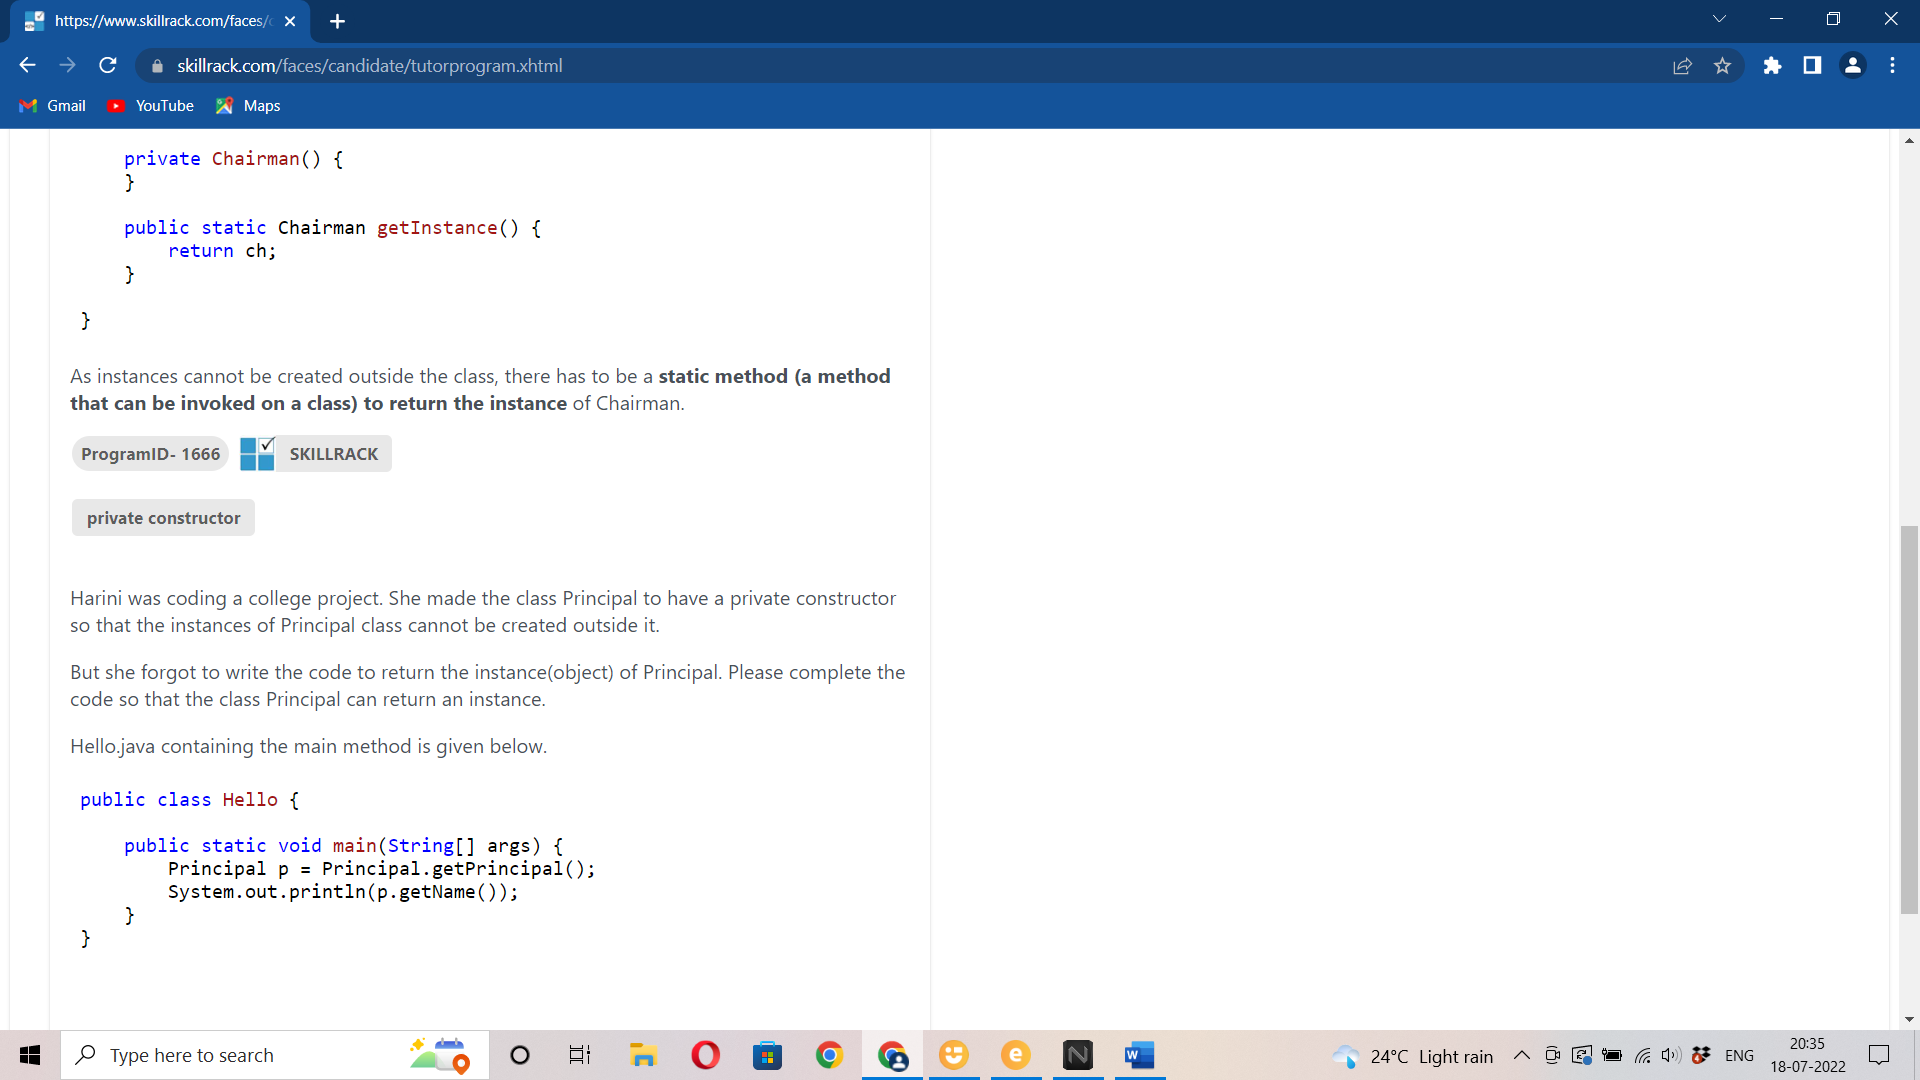 https://www.skillrack.com/faces/c
skillrack.com/faces/candidate/tutorprogram.xhtml
Gmail YouTube Maps
private Chairman() {
}
public static Chairman getInstance() {
return ch;
}
}
As instances cannot be created outside the class, there has to be a static method (a method
that can be invoked on a class) to return the instance of Chairman.
ProgramID- 1666 SKILLRACK
private constructor
Harini was coding a college project. She made the class Principal to have a private constructor
so that the instances of Principal class cannot be created outside it.
But she forgot to write the code to return the instance(object) of Principal. Please complete the
code so that the class Principal can return an instance.
Hello.java containing the main method is given below.
public class Hello {
public static void main(String[] args) {
Principal p = Principal.getPrincipal();
System.out.println(p.getName());
}
}
Type here to search
24°C Light rain
ENG
20:35
18-07-2022